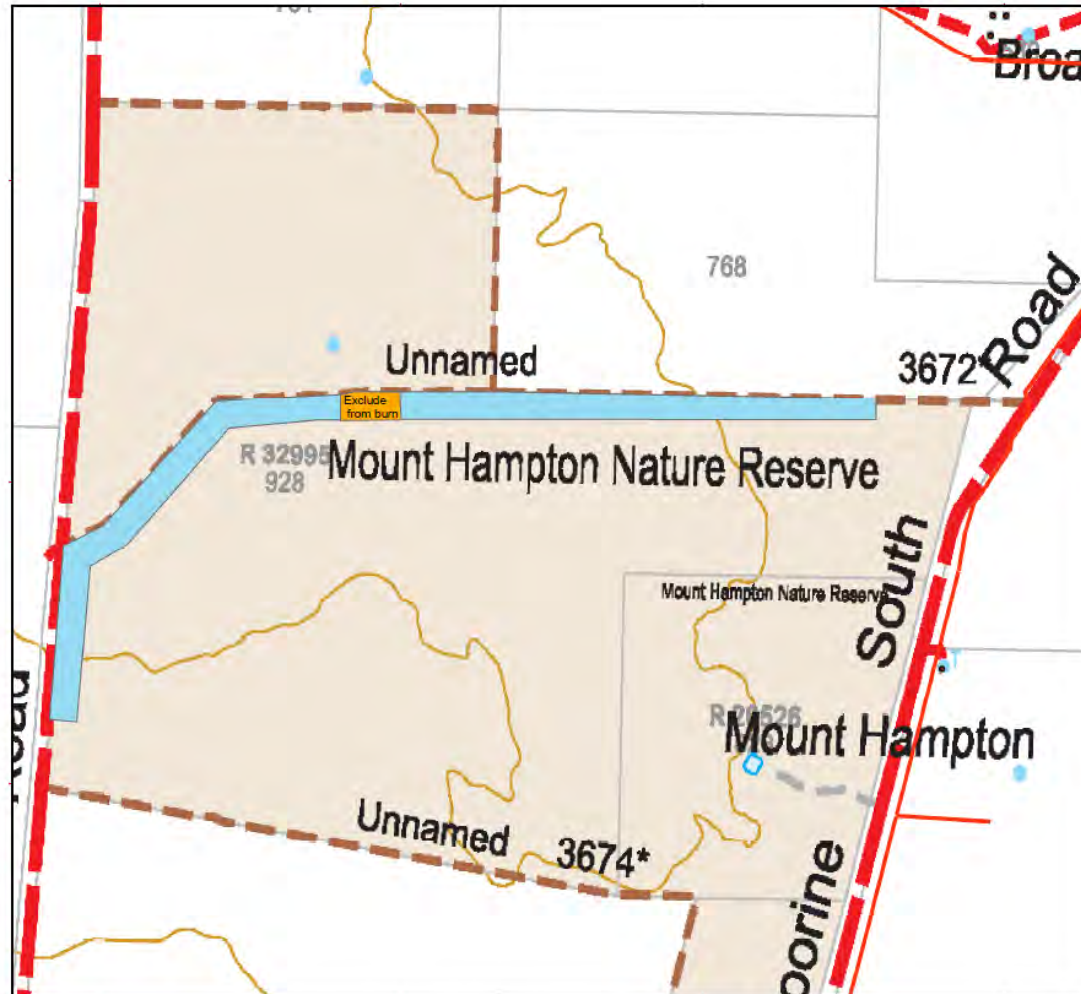 Broa
768
Road
Unnamed
3672*
Exclude
from burn
R 32995
928
Mount Hampton Nature Reserve
South
Mount Hampton Nature Reserve
Road
Mount Hampton
Unnamed
3674*
oorine